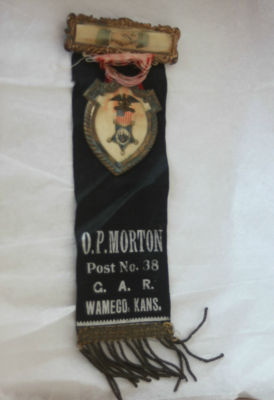 O.P. MORTON
Post No. 38
G. A. R.
WAMEGO, KANS.